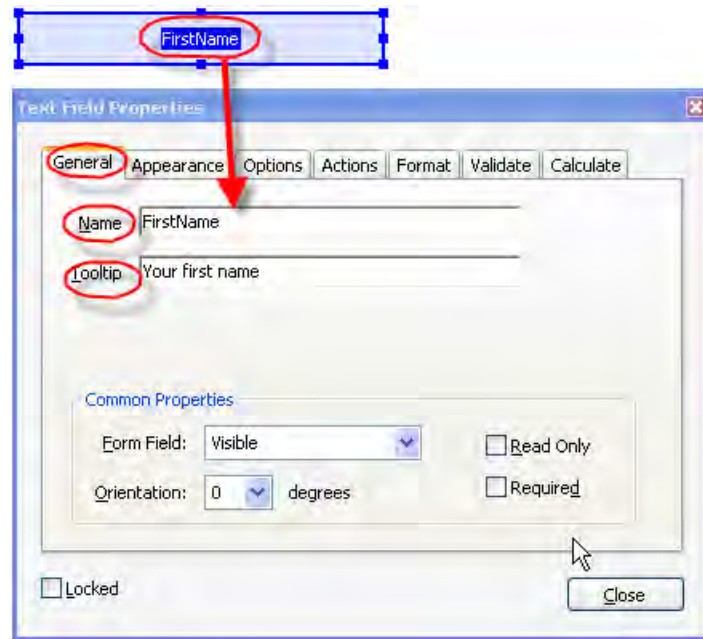 FirstName
Text Field Properties
General Appearance Options Actions Format Validate Calculate
Name FirstName
Tooltip Your first name
Common Properties
Form Field: Visible
Read Only
Orientation: 0 degrees
Required
Locked
Close